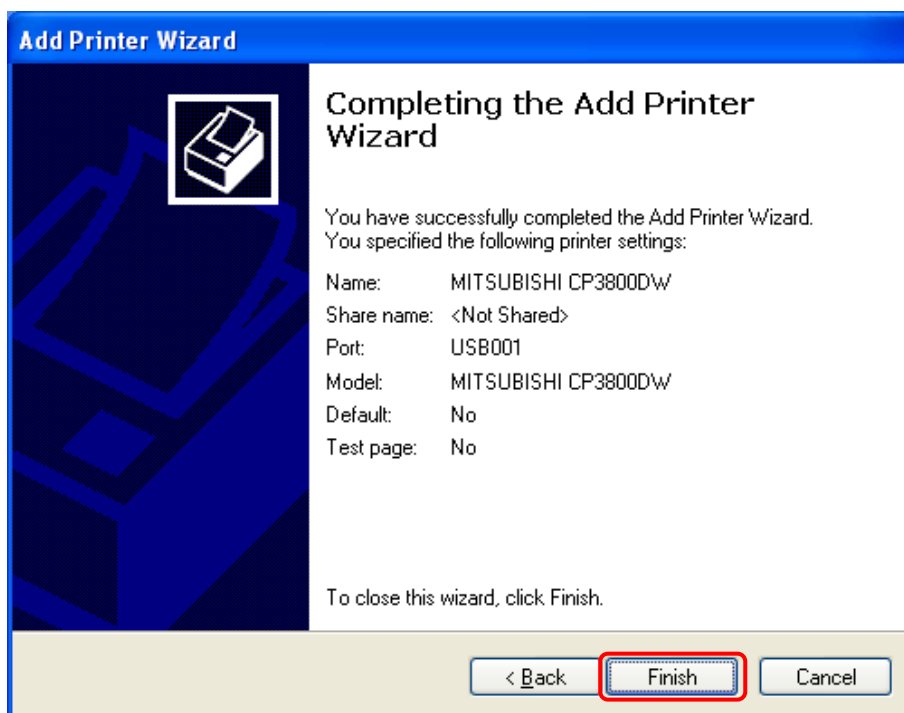 Add Printer Wizard
Completing the Add Printer
Wizard
You have successfully completed the Add Printer Wizard.
You specified the following printer settings:
Name: MITSUBISHI CP3800DW
Share name: <Not Shared>
Port: USB001
Model: MITSUBISHI CP3800DW
Default: No
Test page: No
To close this wizard, click Finish.
< Back Finish Cancel